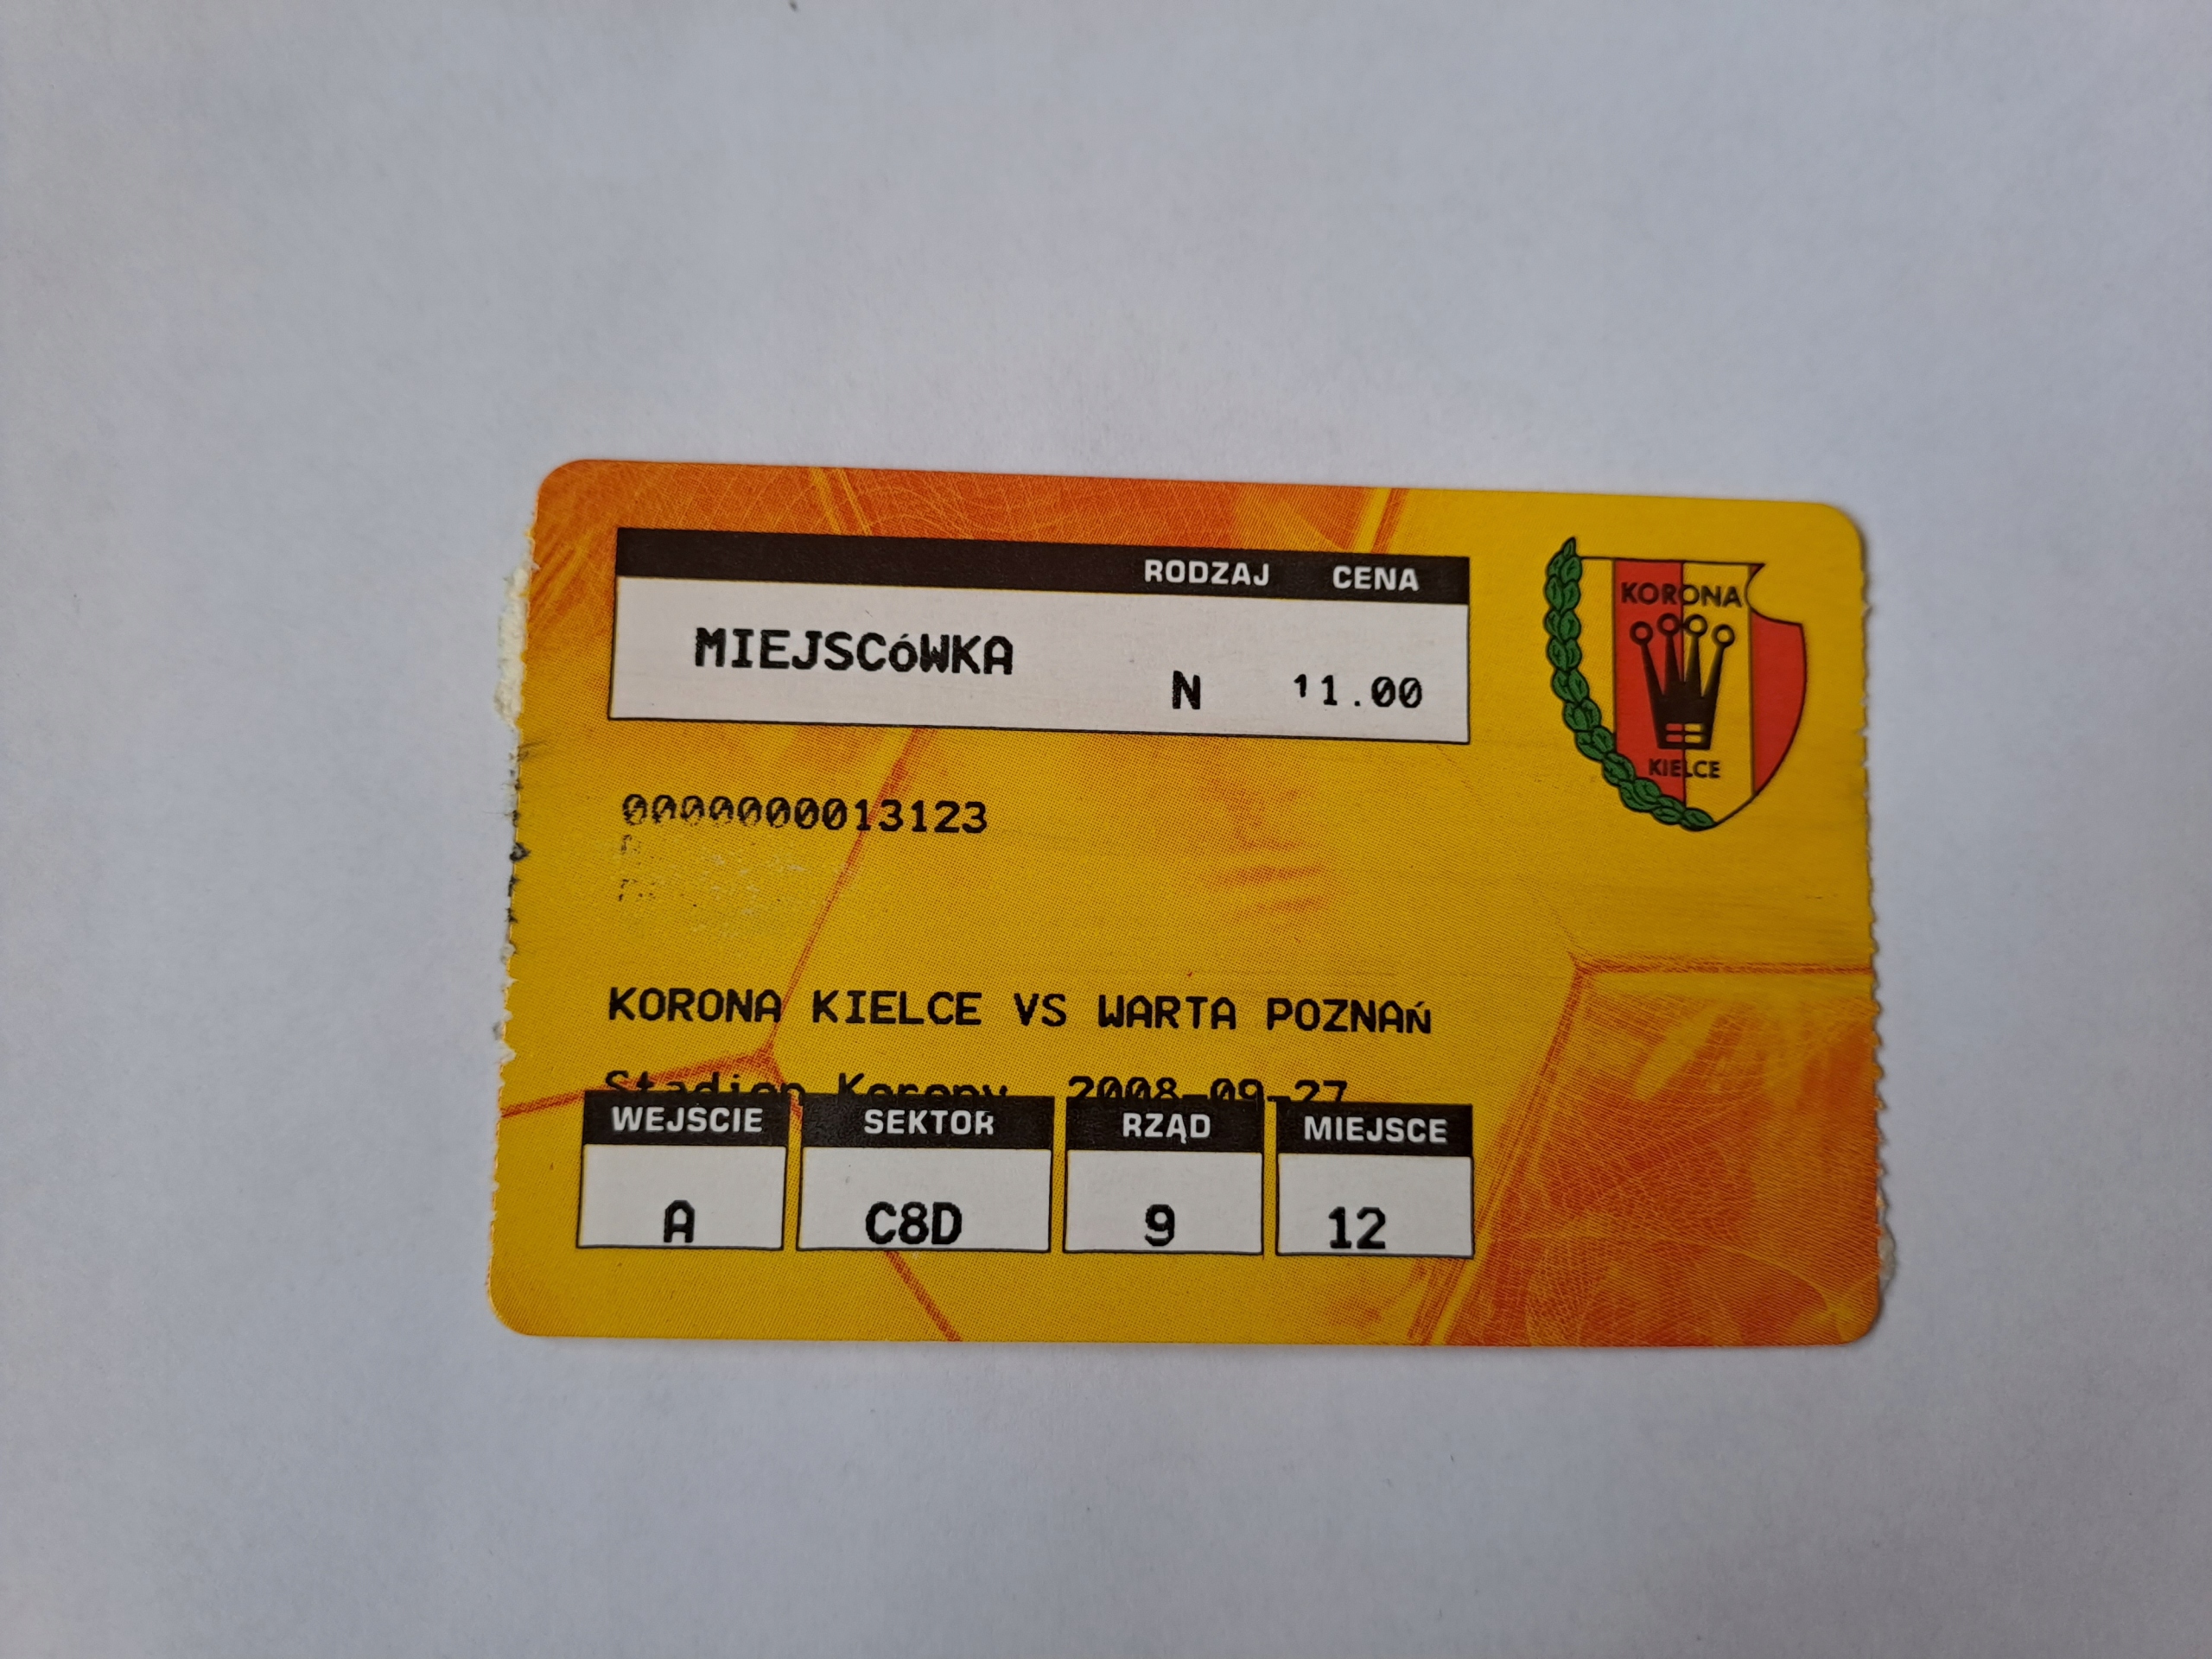 RODZAJ CENA
MIEJSCóWKA
N 11.00
KORONA
KIELCE
0000000013123
KORONA KIELCE VS WARTA POZNAń
Stadion Korony 2008-09-27
WEJŚCIE SEKTOR RZĄD MIEJSCE
A C8D 9 12